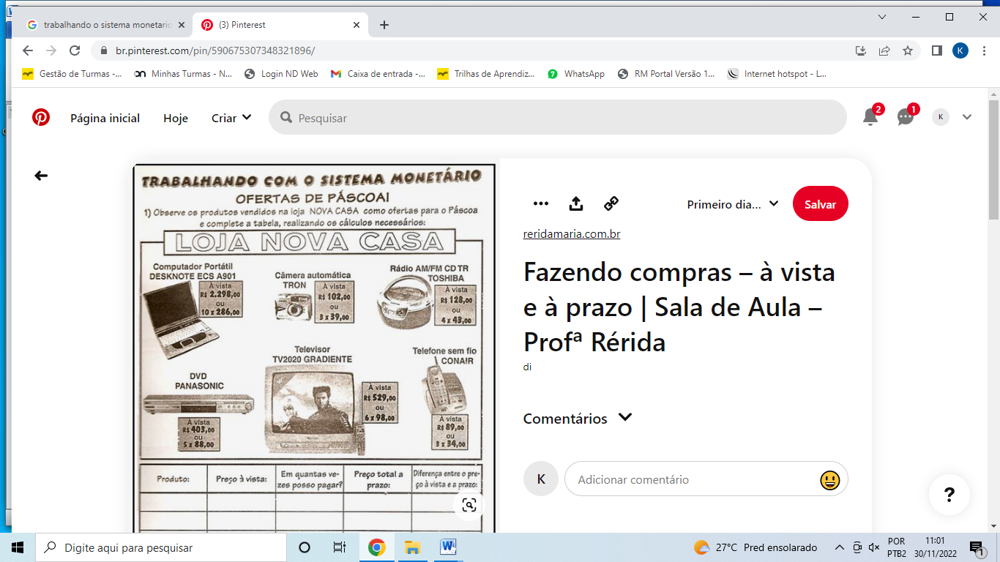 trabalhando o sistema monetario
(3) Pinterest
br.pinterest.com/pin/590675307348321896/
K
Gestão de Turmas -...
Minhas Turmas - N...
Login ND Web
Caixa de entrada -...
Trilhas de Aprendiz...
7
WhatsApp
RM Portal Versão 1...
Internet hotspot - L...
Página inicial
Hoje
Criar
Pesquisar
2
1
K
TRABALHANDO COM O SISTEMA MONETÁRIO
OFERTAS DE PÁSCOA!
1) Observe os produtos vendidos na loja NOVA CASA como ofertas para o Páscoa
e complete a tabela, realizando os cálculos necessários:
LOJA NOVA CASA
Computador Portátil
DESKNOTE ECS A901
À vista
R$ 2.298,00
ou
10 x 286,00
Câmera automática
TRON
À vista
R$ 102,00
ou
3 x 39,00
Rádio AM/FM CD TR
TOSHIBA
À vista
R$ 128,00
ou
4 x 43,00
DVD
PANASONIC
À vista
R$ 403,00
ou
5 x 88,00
Televisor
TV2020 GRADIENTE
À vista
R$ 529,00
ou
6 x 98,00
Telefone sem fio
CONAIR
À vista
R$ 89,00
ou
3 x 34,00
Produto:
Preço à vista:
Em quantas ve-
zes posso pagar?
Preço total a
prazo:
Diferença entre o pre-
ço à vista e a prazo:
Primeiro dia...
Salvar
reridamaria.com.br
Fazendo compras – à vista
e à prazo | Sala de Aula –
Profª Rérida
di
Comentários
K
Adicionar comentário
?
Digite aqui para pesquisar
27°C Pred ensolarado
POR
PTB2
11:01
30/11/2022
1